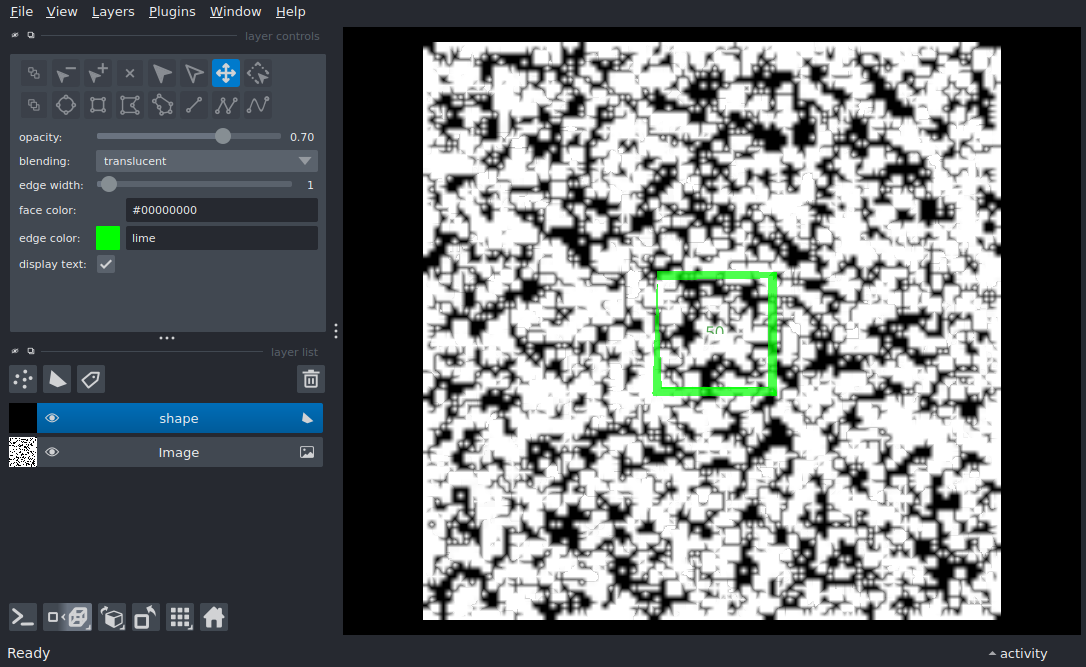 File View Layers Plugins Window Help
layer controls
opacity: 0.70
blending: translucent
edge width: 1
face color: #00000000
edge color: lime
display text:
layer list
shape
Image
50
Ready
activity